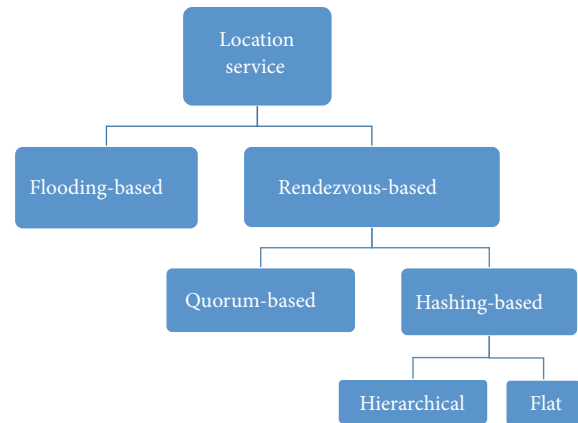 Location
service
Flooding-based
Rendezvous-based
Quorum-based
Hashing-based
Hierarchical
Flat